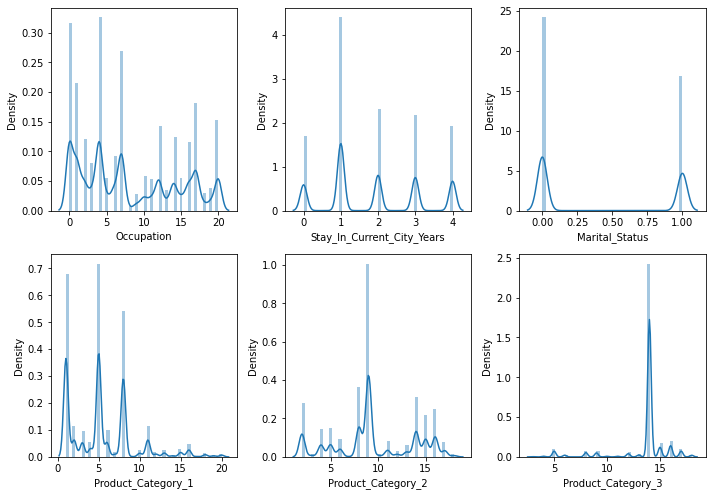 Density
0.30
0.25
0.20
0.15
0.10
0.05
0.00
0 5 10 15 20
Occupation
Density
4
3
2
1
0
0 1 2 3 4
Stay_In_Current_City_Years
Density
25
20
15
10
5
0
0.00 0.25 0.50 0.75 1.00
Marital_Status
Density
0.7
0.6
0.5
0.4
0.3
0.2
0.1
0.0
0 5 10 15 20
Product_Category_1
Density
1.0
0.8
0.6
0.4
0.2
0.0
5 10 15
Product_Category_2
Density
2.5
2.0
1.5
1.0
0.5
0.0
5 10 15
Product_Category_3